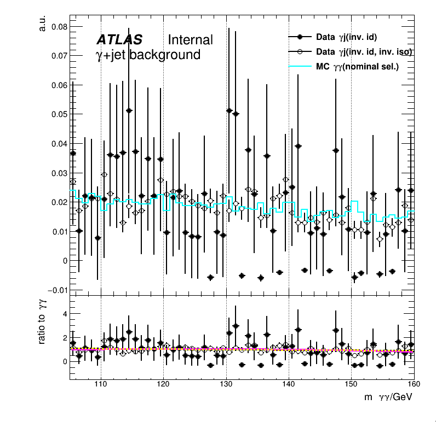 a.u.
0.08
0.07
0.06
0.05
0.04
0.03
0.02
0.01
0
−0.01
ATLAS Internal
γ+jet background
Data γj(inv. id)
Data γj(inv. id, inv. iso)
MC γγ(nominal sel.)
ratio to γγ
4
2
0
110 120 130 140 150 160
m γγ/GeV